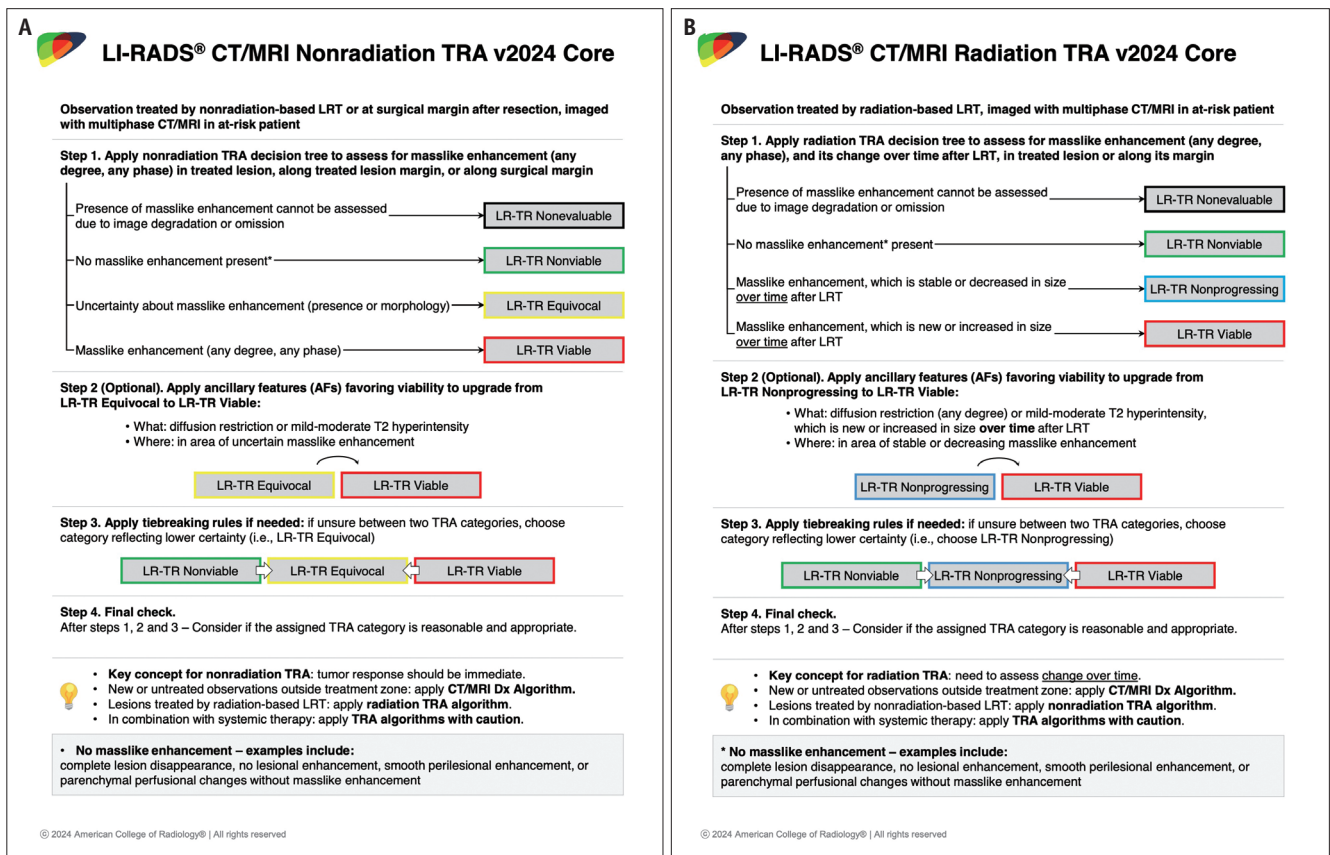 A
LI-RADS® CT/MRI Nonradiation TRA v2024 Core
Observation treated by nonradiation-based LRT or at surgical margin after resection, imaged
with multiphase CT/MRI in at-risk patient
Step 1. Apply nonradiation TRA decision tree to assess for masslike enhancement (any
degree, any phase) in treated lesion, along treated lesion margin, or along surgical margin
Presence of masslike enhancement cannot be assessed
due to image degradation or omission
LR-TR Nonevaluable
No masslike enhancement present*
LR-TR Nonviable
Uncertainty about masslike enhancement (presence or morphology)
LR-TR Equivocal
Masslike enhancement (any degree, any phase)
LR-TR Viable
Step 2 (Optional). Apply ancillary features (AFs) favoring viability to upgrade from
LR-TR Equivocal to LR-TR Viable:
• What: diffusion restriction or mild-moderate T2 hyperintensity
• Where: in area of uncertain masslike enhancement
LR-TR Equivocal LR-TR Viable
Step 3. Apply tiebreaking rules if needed: if unsure between two TRA categories, choose
category reflecting lower certainty (i.e., LR-TR Equivocal)
LR-TR Nonviable LR-TR Equivocal LR-TR Viable
Step 4. Final check.
After steps 1, 2 and 3 – Consider if the assigned TRA category is reasonable and appropriate.
• Key concept for nonradiation TRA: tumor response should be immediate.
• New or untreated observations outside treatment zone: apply CT/MRI Dx Algorithm.
• Lesions treated by radiation-based LRT: apply radiation TRA algorithm.
• In combination with systemic therapy: apply TRA algorithms with caution.
• No masslike enhancement – examples include:
complete lesion disappearance, no lesional enhancement, smooth perilesional enhancement, or
parenchymal perfusional changes without masslike enhancement
© 2024 American College of Radiology® | All rights reserved
B
LI-RADS® CT/MRI Radiation TRA v2024 Core
Observation treated by radiation-based LRT, imaged with multiphase CT/MRI in at-risk patient
Step 1. Apply radiation TRA decision tree to assess for masslike enhancement (any degree,
any phase), and its change over time after LRT, in treated lesion or along its margin
Presence of masslike enhancement cannot be assessed
due to image degradation or omission
LR-TR Nonevaluable
No masslike enhancement* present
LR-TR Nonviable
Masslike enhancement, which is stable or decreased in size
over time after LRT
LR-TR Nonprogressing
Masslike enhancement, which is new or increased in size
over time after LRT
LR-TR Viable
Step 2 (Optional). Apply ancillary features (AFs) favoring viability to upgrade from
LR-TR Nonprogressing to LR-TR Viable:
• What: diffusion restriction (any degree) or mild-moderate T2 hyperintensity,
which is new or increased in size over time after LRT
• Where: in area of stable or decreasing masslike enhancement
LR-TR Nonprogressing LR-TR Viable
Step 3. Apply tiebreaking rules if needed: if unsure between two TRA categories, choose
category reflecting lower certainty (i.e., choose LR-TR Nonprogressing)
LR-TR Nonviable LR-TR Nonprogressing LR-TR Viable
Step 4. Final check.
After steps 1, 2 and 3 – Consider if the assigned TRA category is reasonable and appropriate.
• Key concept for radiation TRA: need to assess change over time.
• New or untreated observations outside treatment zone: apply CT/MRI Dx Algorithm.
• Lesions treated by nonradiation-based LRT: apply nonradiation TRA algorithm.
• In combination with systemic therapy: apply TRA algorithms with caution.
* No masslike enhancement – examples include:
complete lesion disappearance, no lesional enhancement, smooth perilesional enhancement, or
parenchymal perfusional changes without masslike enhancement
© 2024 American College of Radiology® | All rights reserved